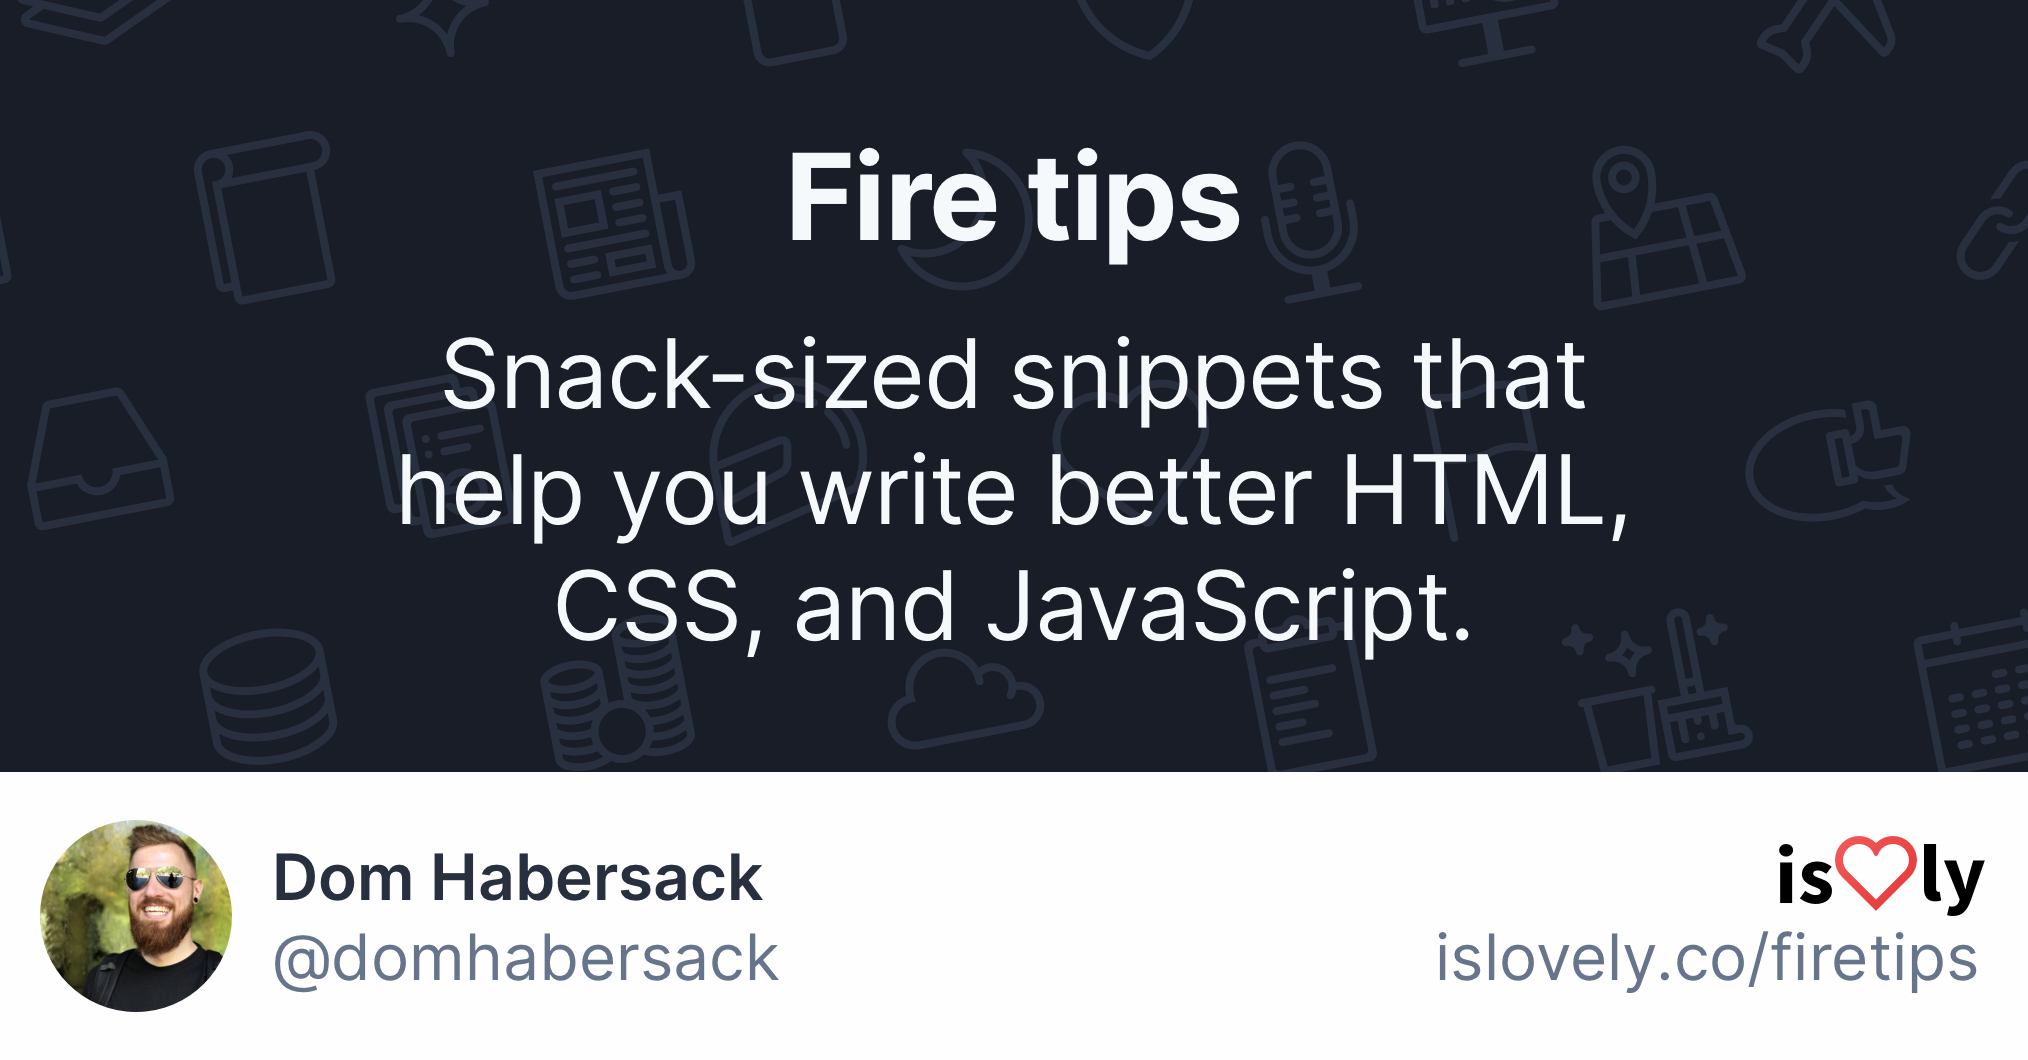 Fire tips
Snack-sized snippets that
help you write better HTML,
CSS, and JavaScript.
Dom Habersack
@domhabersack
is ly
islovely.co/firetips